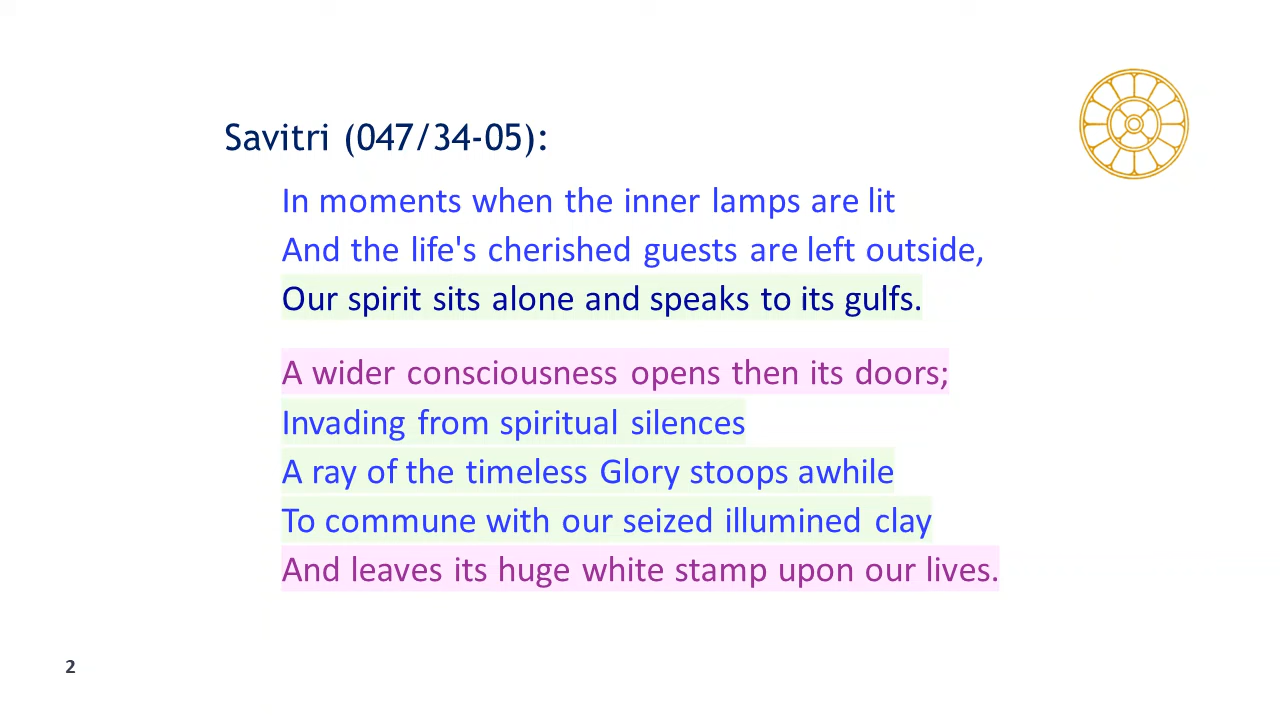 Savitri (047/34-05):
In moments when the inner lamps are lit
And the life's cherished guests are left outside,
Our spirit sits alone and speaks to its gulfs.
A wider consciousness opens then its doors;
Invading from spiritual silences
A ray of the timeless Glory stoops awhile
To commune with our seized illumined clay
And leaves its huge white stamp upon our lives.
2